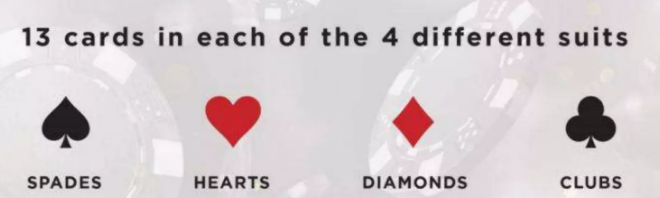 13 cards in each of the 4 different suits
SPADES HEARTS DIAMONDS CLUBS